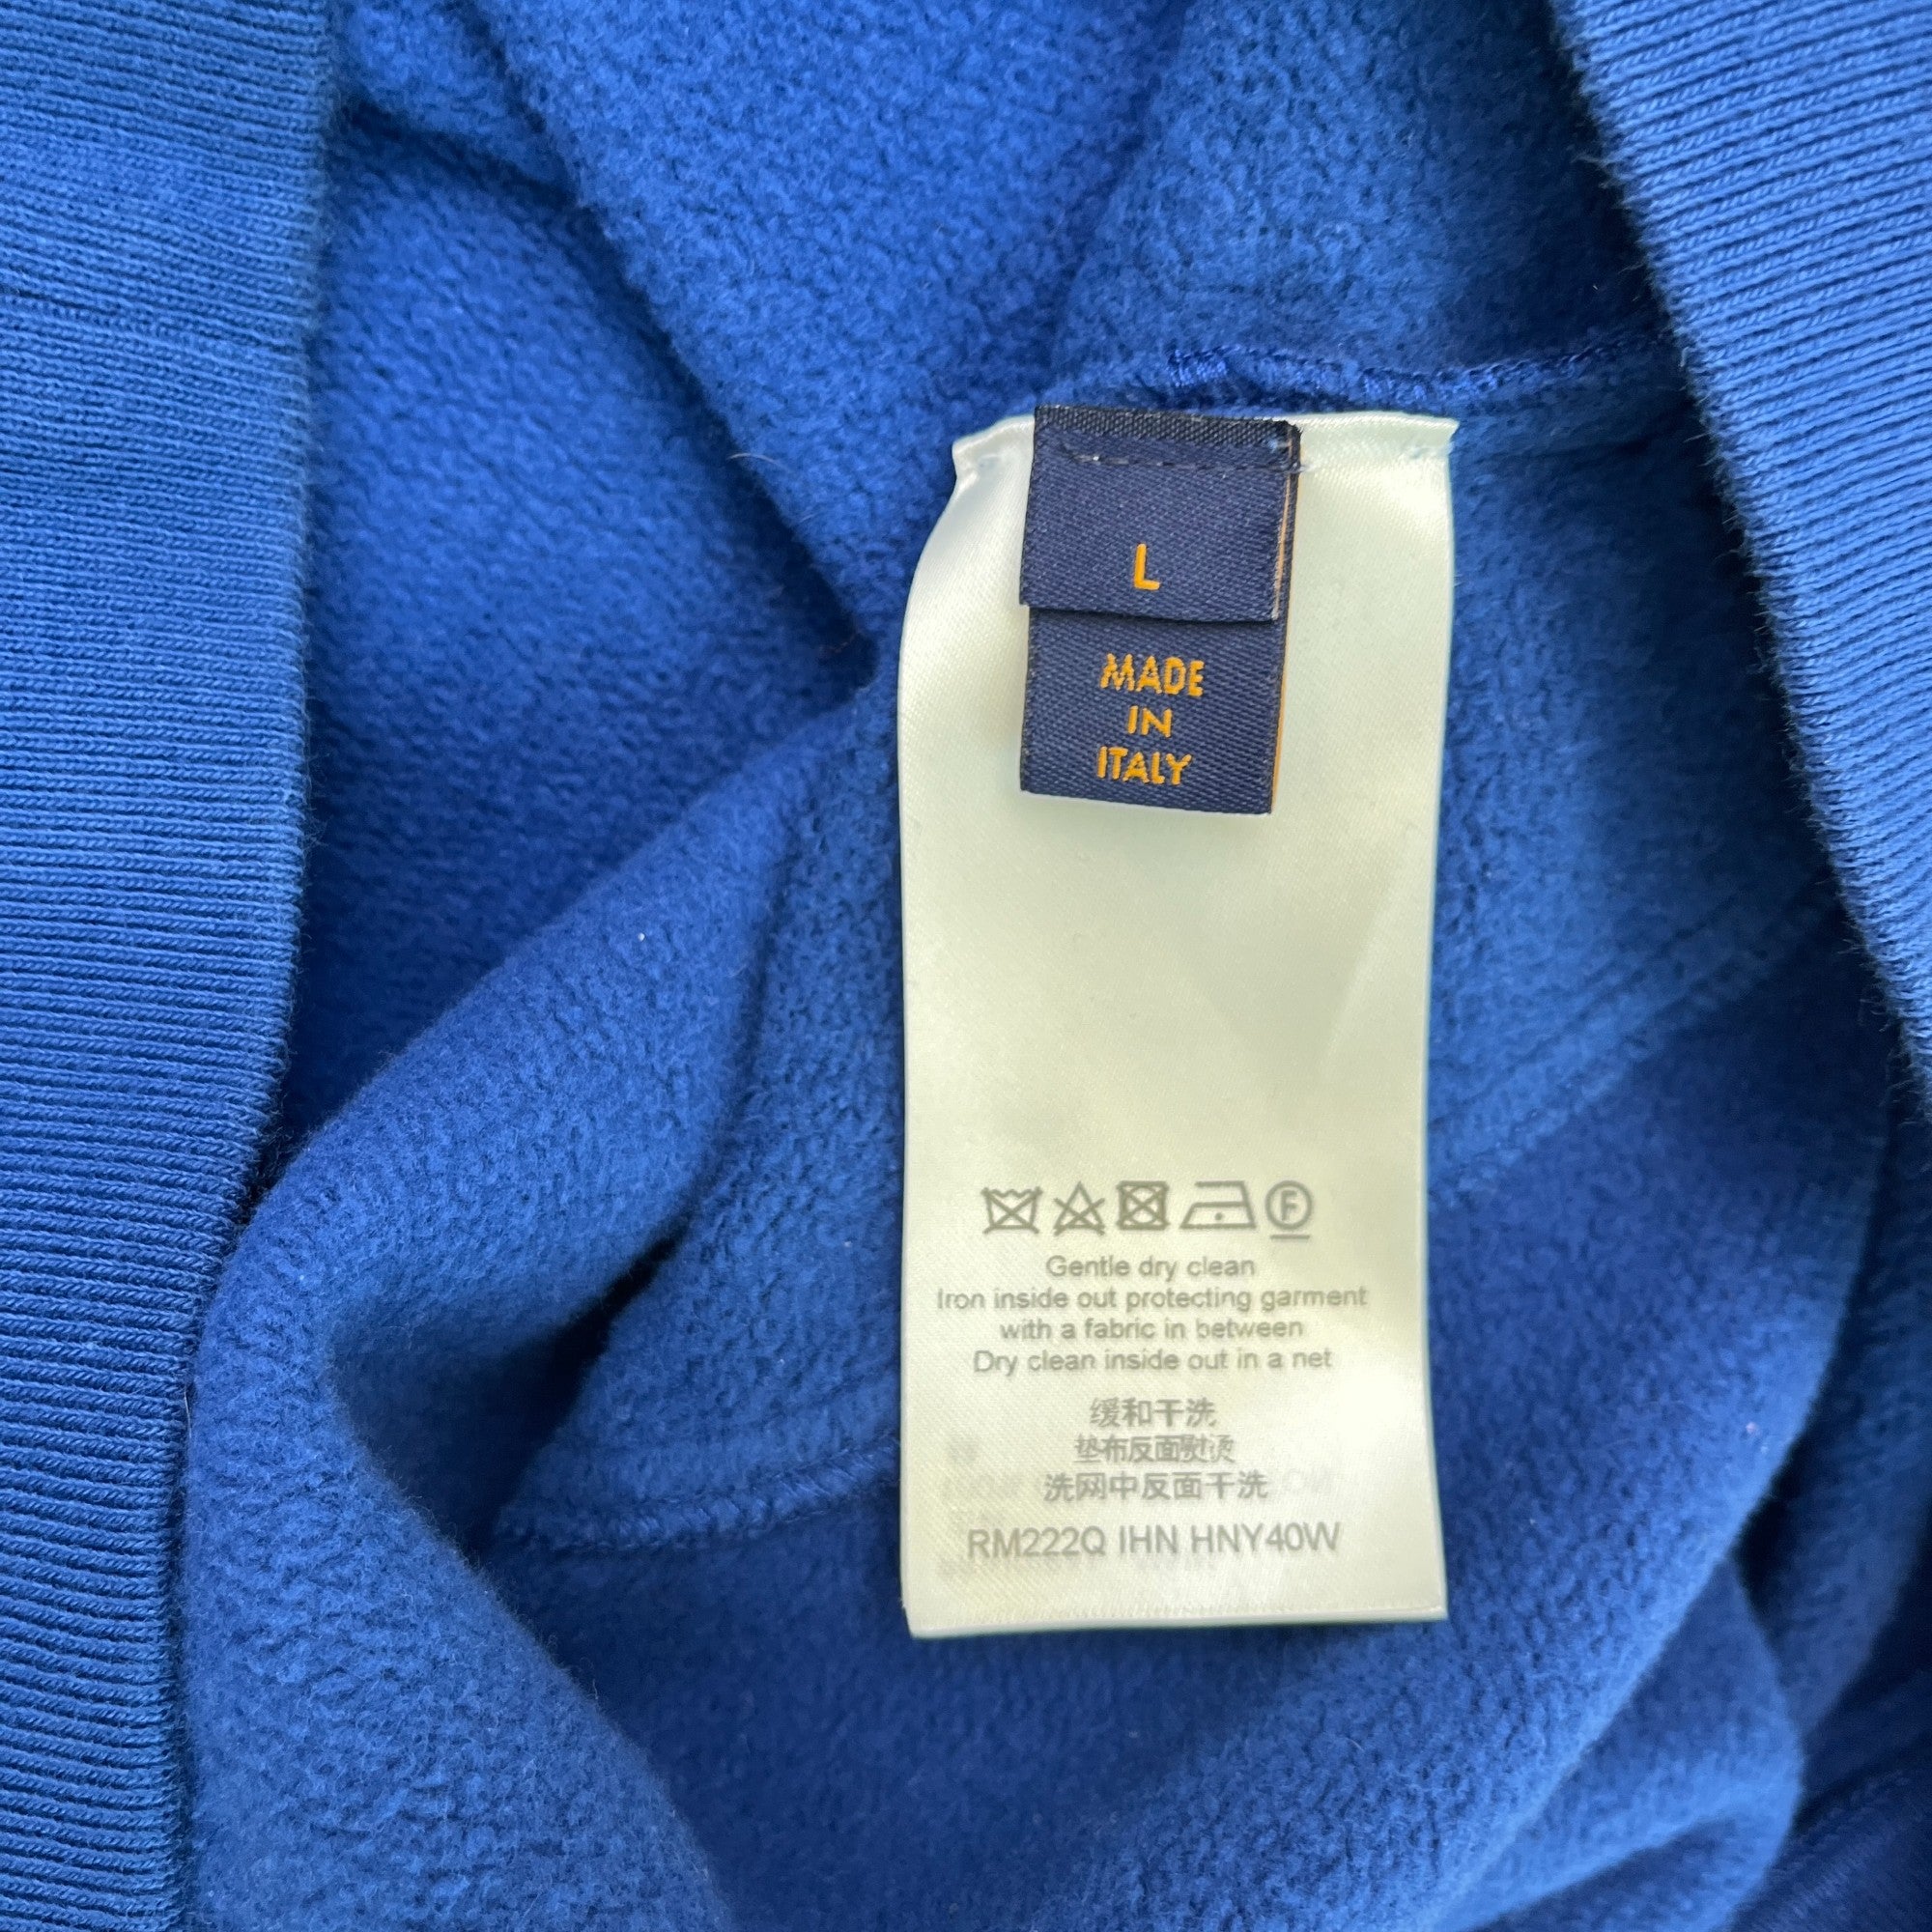 L
MADE
IN
ITALY
F
Gentle dry clean
Iron inside out protecting garment
with a fabric in between
Dry clean inside out in a net
缓和干洗
垫布反面熨烫
洗网中反面干洗
RM222Q IHN HNY40W